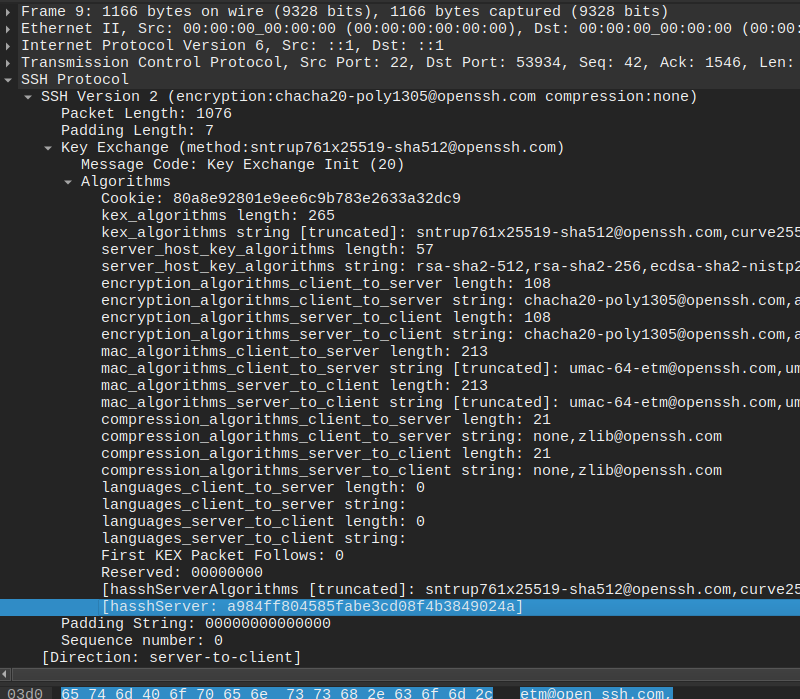 Frame 9: 1166 bytes on wire (9328 bits), 1166 bytes captured (9328 bits)
Ethernet II, Src: 00:00:00_00:00:00 (00:00:00:00:00:00), Dst: 00:00:00_00:00:00 (00:00:
Internet Protocol Version 6, Src: ::1, Dst: ::1
Transmission Control Protocol, Src Port: 22, Dst Port: 53934, Seq: 42, Ack: 1546, Len:
SSH Protocol
SSH Version 2 (encryption:chacha20-poly1305@openssh.com compression:none)
Packet Length: 1076
Padding Length: 7
Key Exchange (method:sntrup761x25519-sha512@openssh.com)
Message Code: Key Exchange Init (20)
Algorithms
Cookie: 80a8e92801e9ee6c9b783e2633a32dc9
kex_algorithms length: 265
kex_algorithms string [truncated]: sntrup761x25519-sha512@openssh.com,curve255
server_host_key_algorithms length: 57
server_host_key_algorithms string: rsa-sha2-512,rsa-sha2-256,ecdsa-sha2-nistp2
encryption_algorithms_client_to_server length: 108
encryption_algorithms_client_to_server string: chacha20-poly1305@openssh.com,a
encryption_algorithms_server_to_client length: 108
encryption_algorithms_server_to_client string: chacha20-poly1305@openssh.com,a
mac_algorithms_client_to_server length: 213
mac_algorithms_client_to_server string [truncated]: umac-64-etm@openssh.com,um
mac_algorithms_server_to_client length: 213
mac_algorithms_server_to_client string [truncated]: umac-64-etm@openssh.com,um
compression_algorithms_client_to_server length: 21
compression_algorithms_client_to_server string: none,zlib@openssh.com
compression_algorithms_server_to_client length: 21
compression_algorithms_server_to_client string: none,zlib@openssh.com
languages_client_to_server length: 0
languages_client_to_server string:
languages_server_to_client length: 0
languages_server_to_client string:
First KEX Packet Follows: 0
Reserved: 00000000
[hasshServerAlgorithms [truncated]: sntrup761x25519-sha512@openssh.com,curve25
[hasshServer: a984ff804585fabe3cd08f4b3849024a]
Padding String: 00000000000000
Sequence number: 0
[Direction: server-to-client]
03d0 65 74 6d 40 6f 70 65 6e 73 73 68 2e 63 6f 6d 2c etm@open ssh.com,